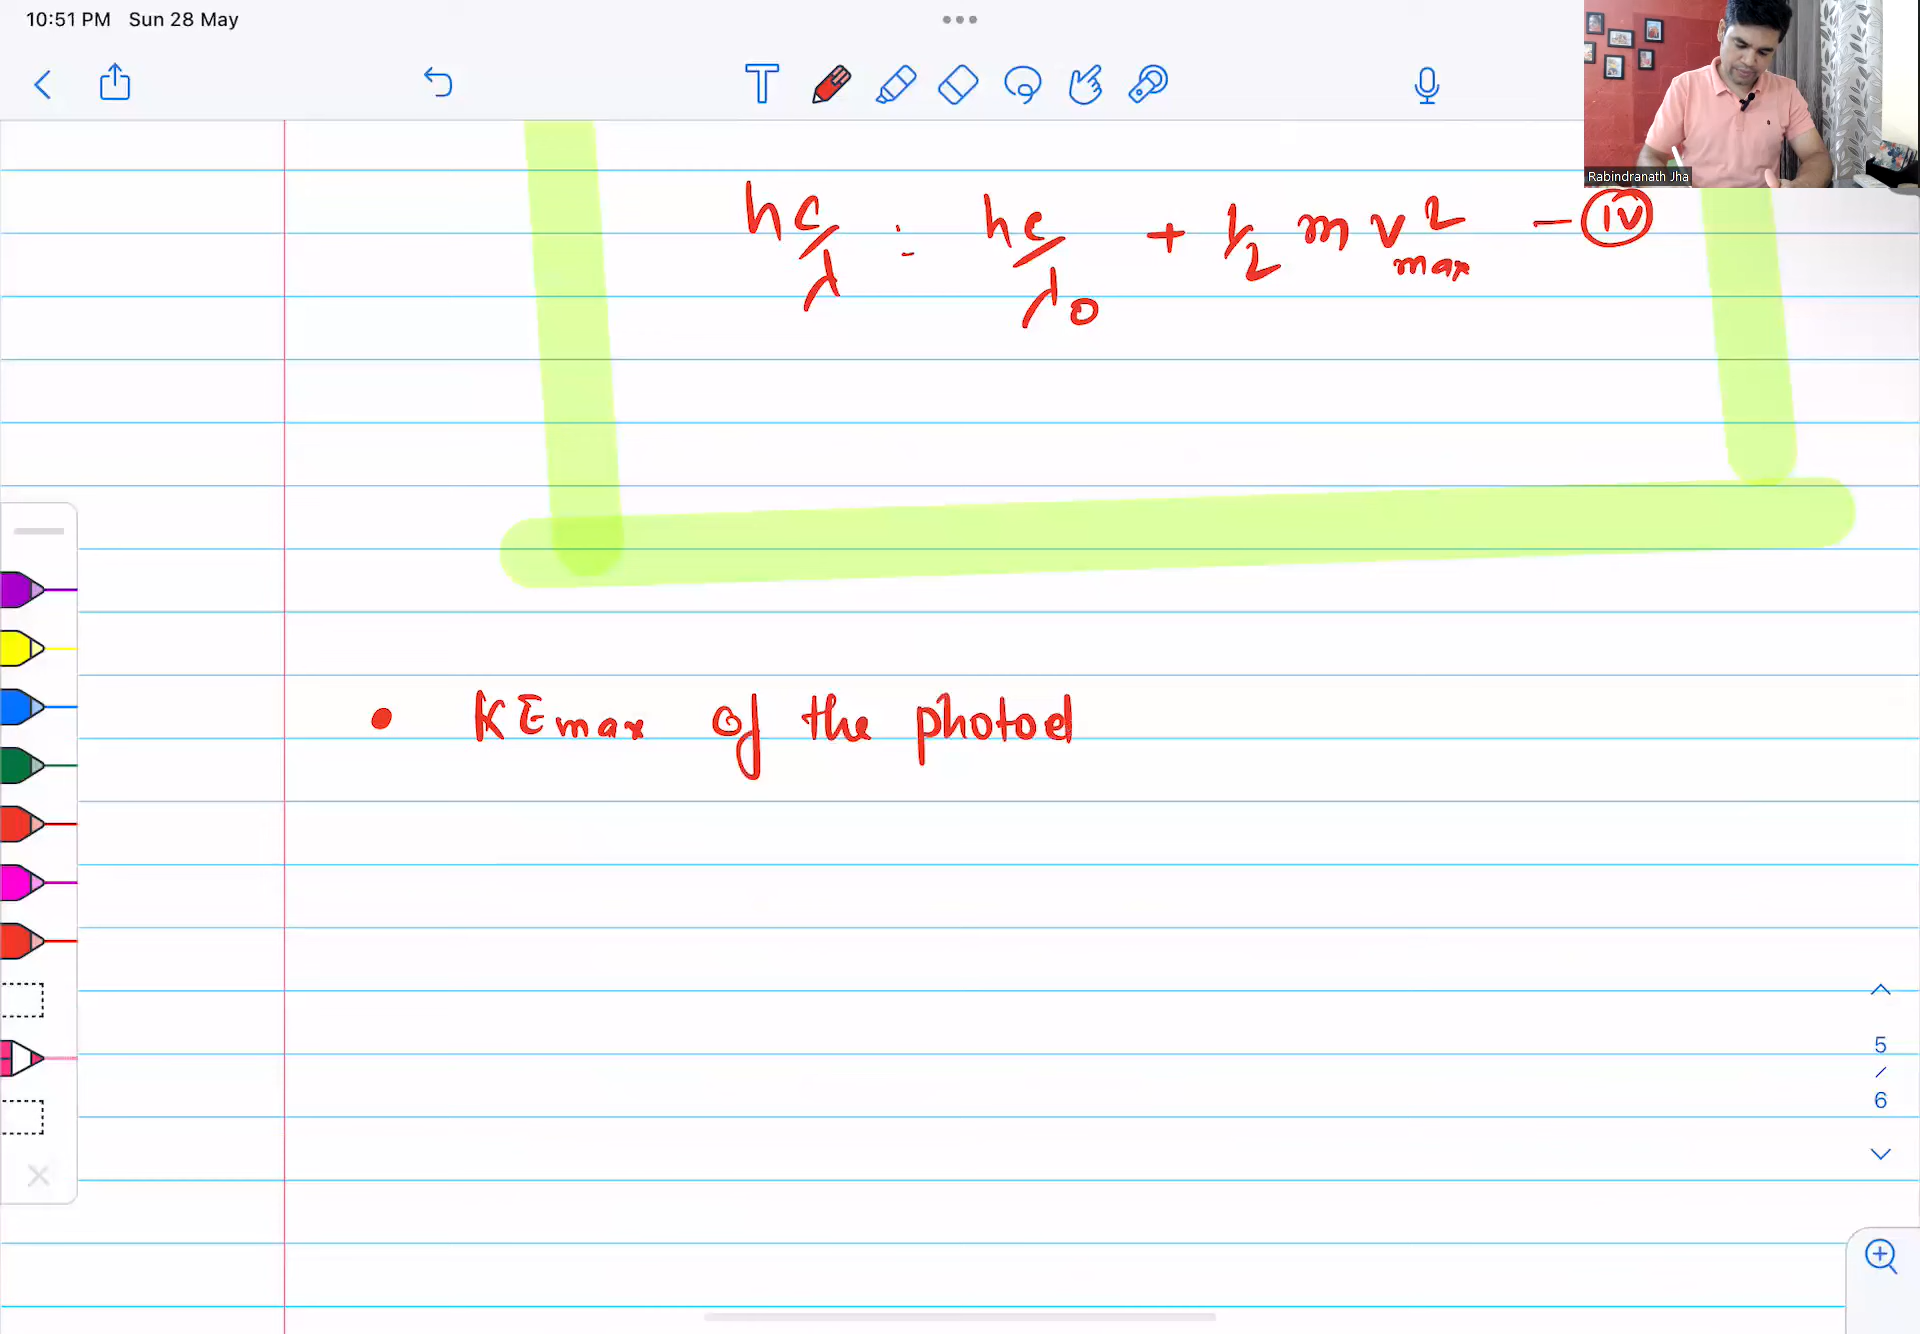 10:51 PM Sun 28 May
Rabindranath Jha
hc/λ = hc/λ0 + 1/2 m v²max — (IV)
• KEmax of the photoel
5
/
6